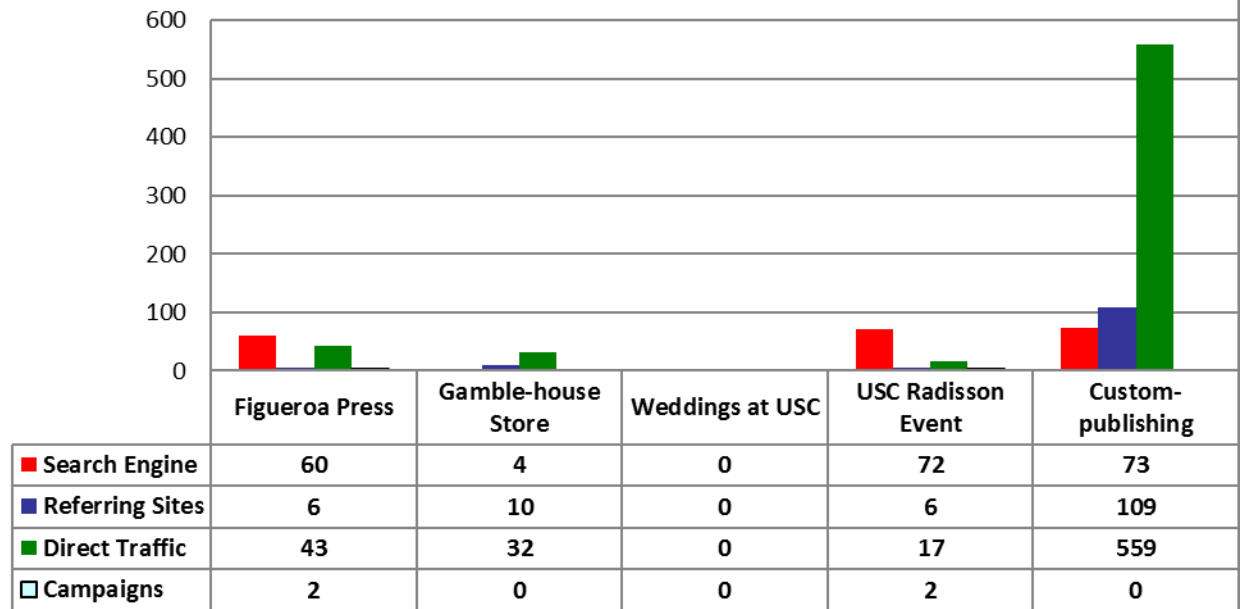 600
500
400
300
200
100
0
Figueroa Press Gamble-house Store Weddings at USC USC Radisson Event Custom-publishing
Search Engine 60 4 0 72 73
Referring Sites 6 10 0 6 109
Direct Traffic 43 32 0 17 559
Campaigns 2 0 0 2 0